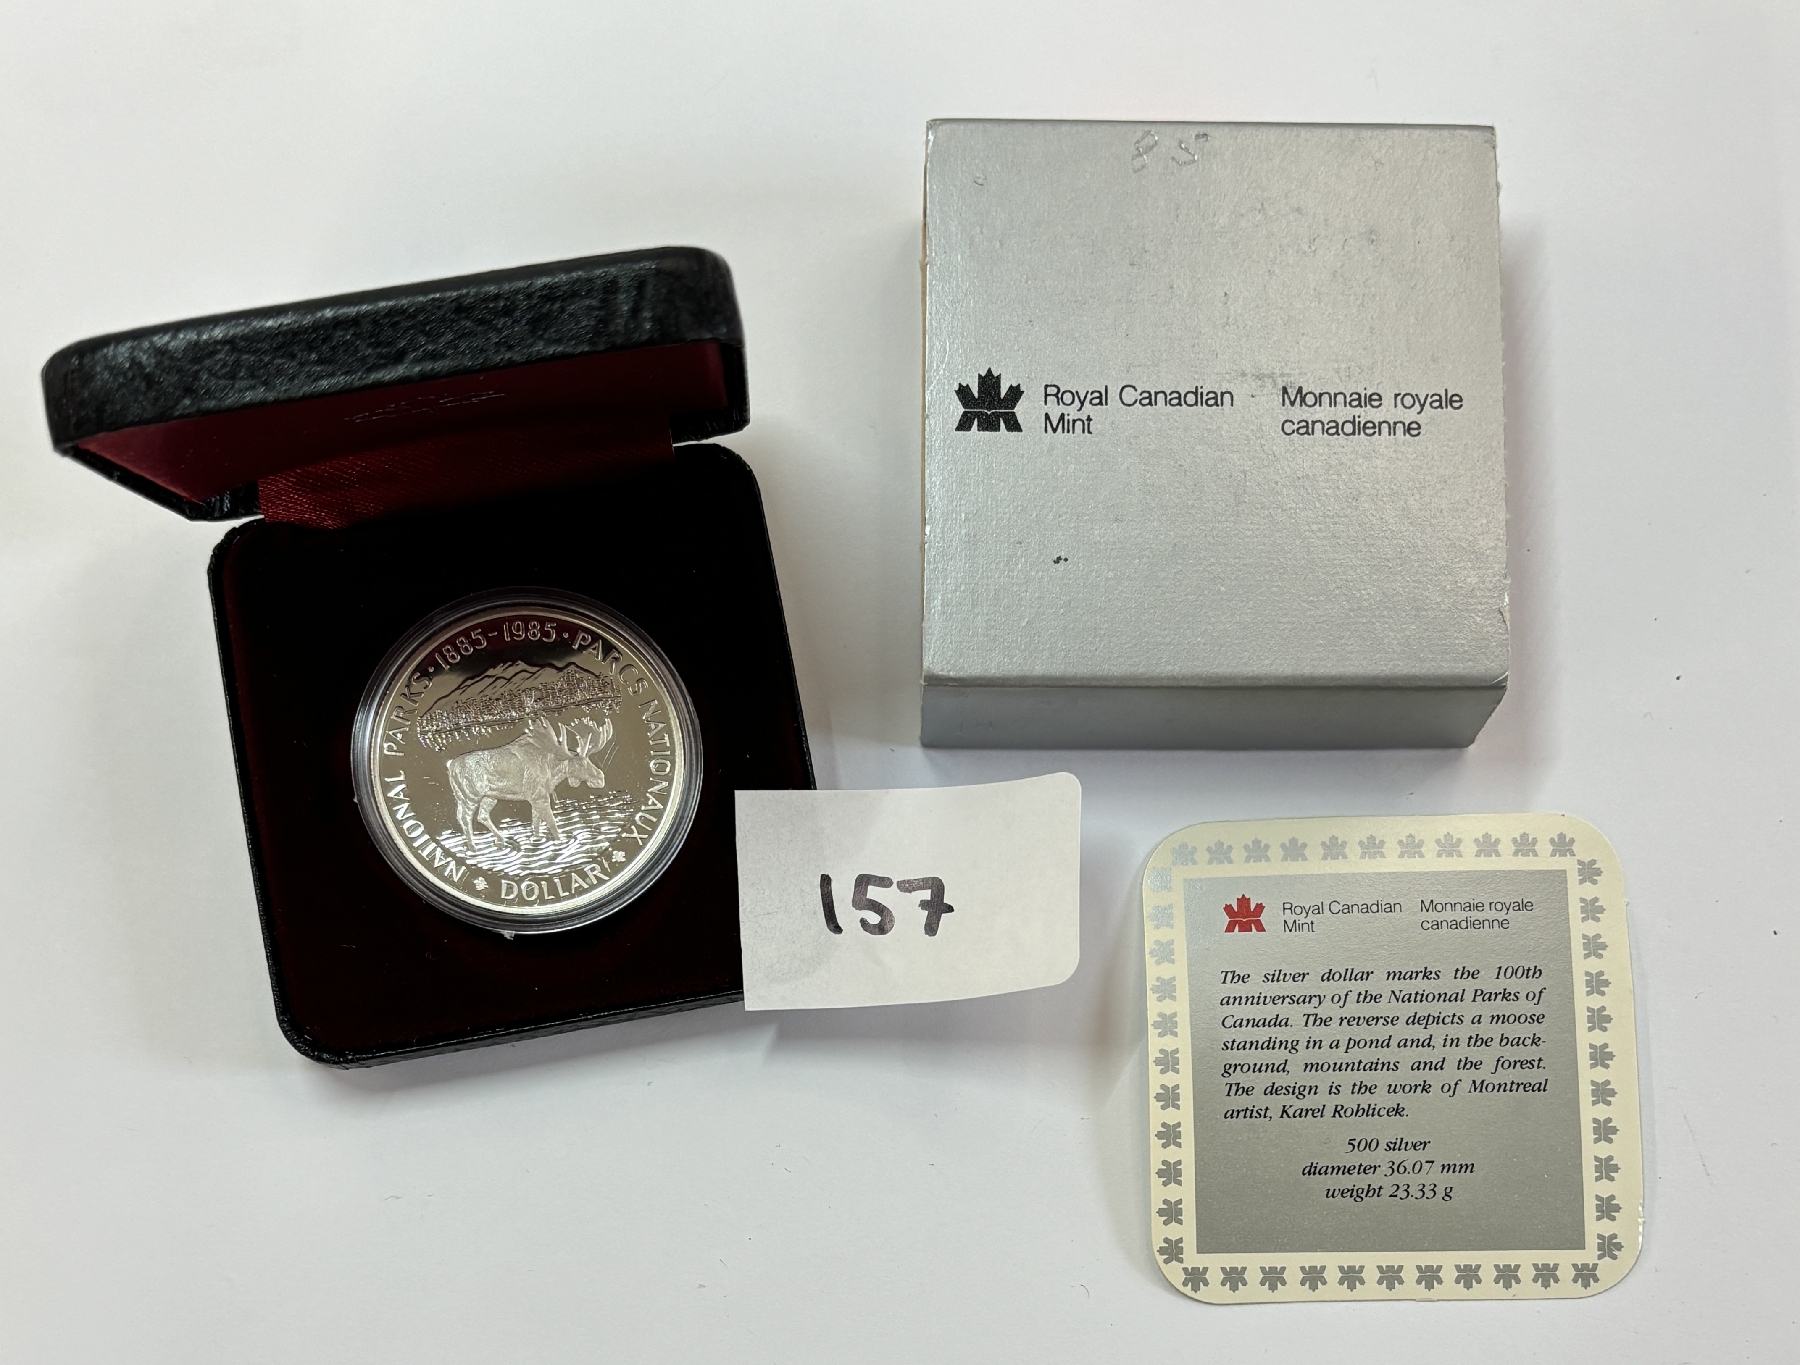 NATIONAL PARKS · 1885-1985 · PARCS NATIONAUX
DOLLAR
Royal Canadian Mint
Monnaie royale canadienne
157
Royal Canadian Mint
Monnaie royale canadienne
The silver dollar marks the 100th
anniversary of the National Parks of
Canada. The reverse depicts a moose
standing in a pond and, in the back-
ground, mountains and the forest.
The design is the work of Montreal
artist, Karel Rohlicek.
500 silver
diameter 36.07 mm
weight 23.33 g